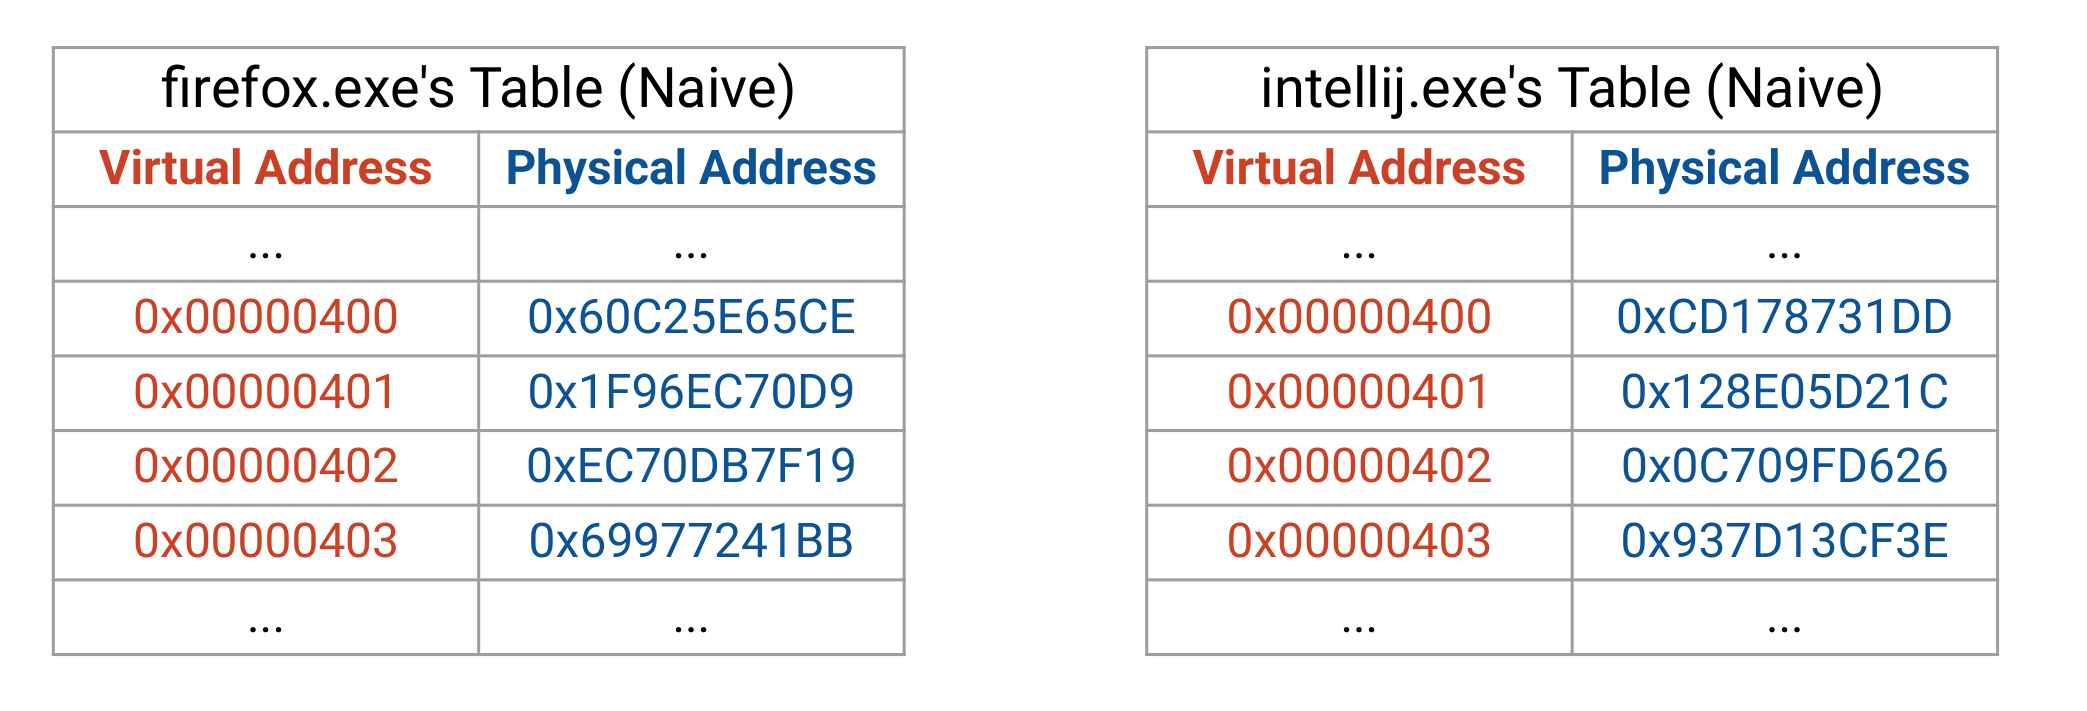 firefox.exe's Table (Naive)
Virtual Address Physical Address
... ...
0x00000400 0x60C25E65CE
0x00000401 0x1F96EC70D9
0x00000402 0xEC70DB7F19
0x00000403 0x69977241BB
... ...
intellij.exe's Table (Naive)
Virtual Address Physical Address
... ...
0x00000400 0xCD178731DD
0x00000401 0x128E05D21C
0x00000402 0x0C709FD626
0x00000403 0x937D13CF3E
... ...